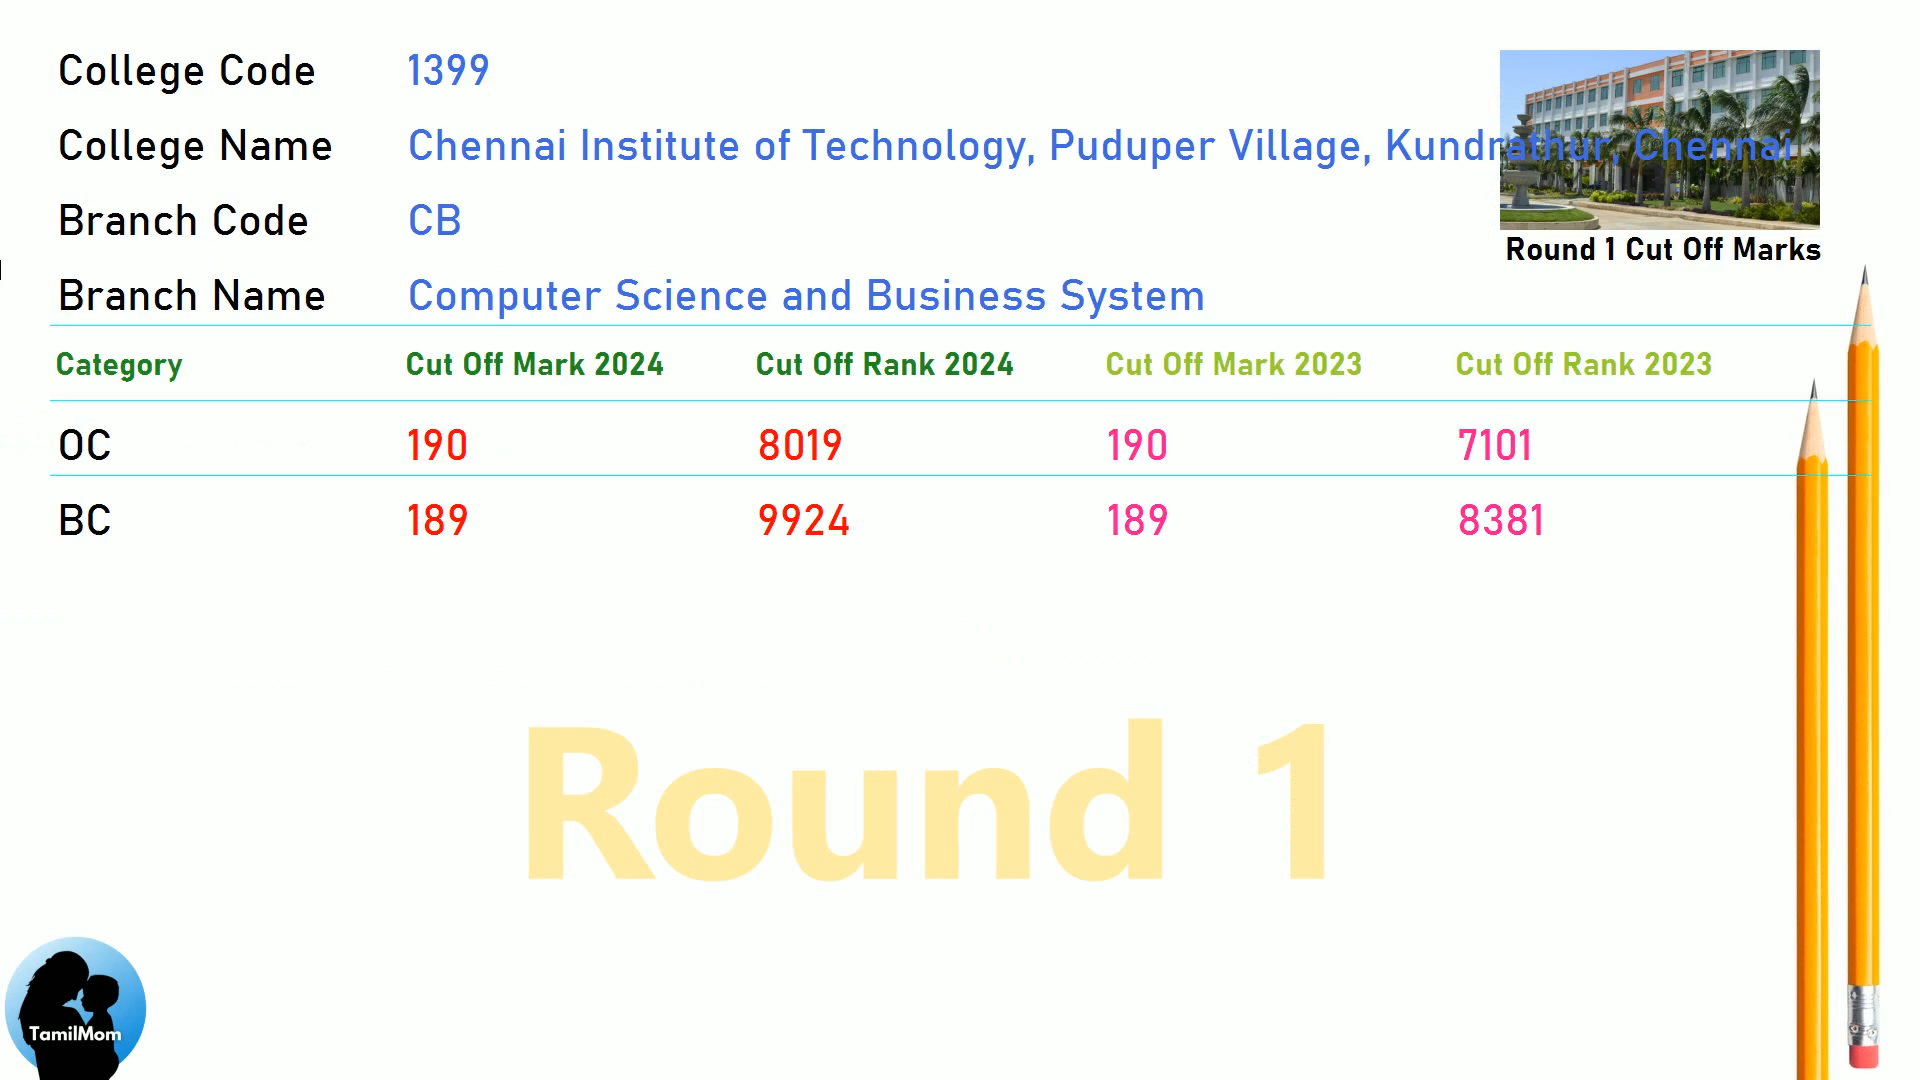 College Code 1399
College Name Chennai Institute of Technology, Puduper Village, Kundrathur, Chennai
Branch Code CB
Round 1 Cut Off Marks
Branch Name Computer Science and Business System
Category Cut Off Mark 2024 Cut Off Rank 2024 Cut Off Mark 2023 Cut Off Rank 2023
OC 190 8019 190 7101
BC 189 9924 189 8381
Round 1
TamilMom